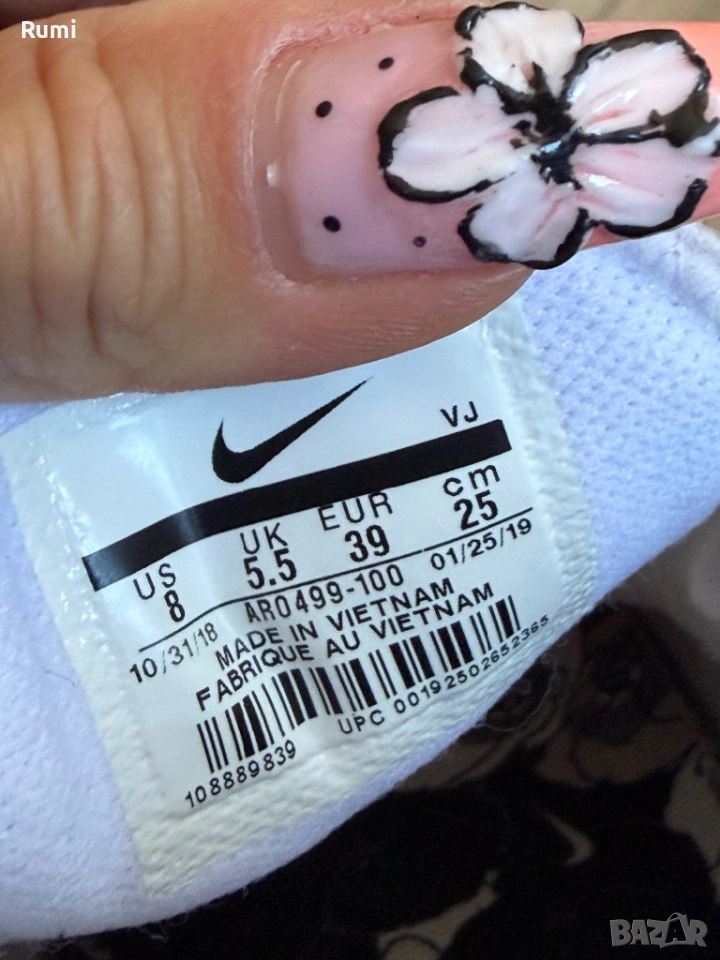 Rumi
VJ
US UK EUR cm
8 5.5 39 25
10/31/18 AR0499-100 01/25/19
MADE IN VIETNAM
FABRIQUE AU VIETNAM
108889839 UPC 00192502652365
BAZAR